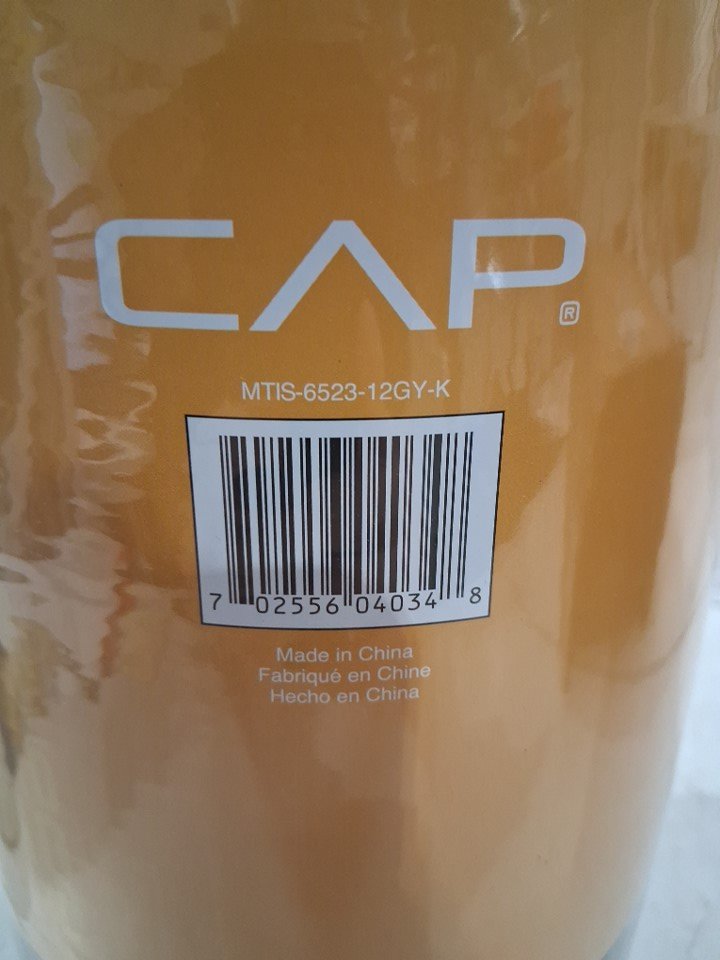 CAP®
MTIS-6523-12GY-K
7 02556 04034 8
Made in China
Fabriqué en Chine
Hecho en China